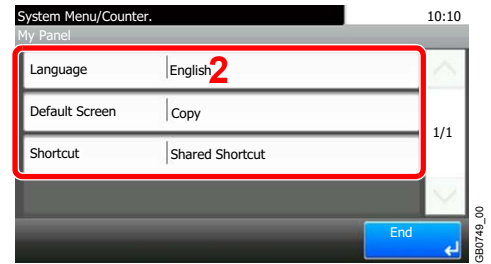 System Menu/Counter. 10:10
My Panel
Language English 2
Default Screen Copy
1/1
Shortcut Shared Shortcut
End
GB0749_00